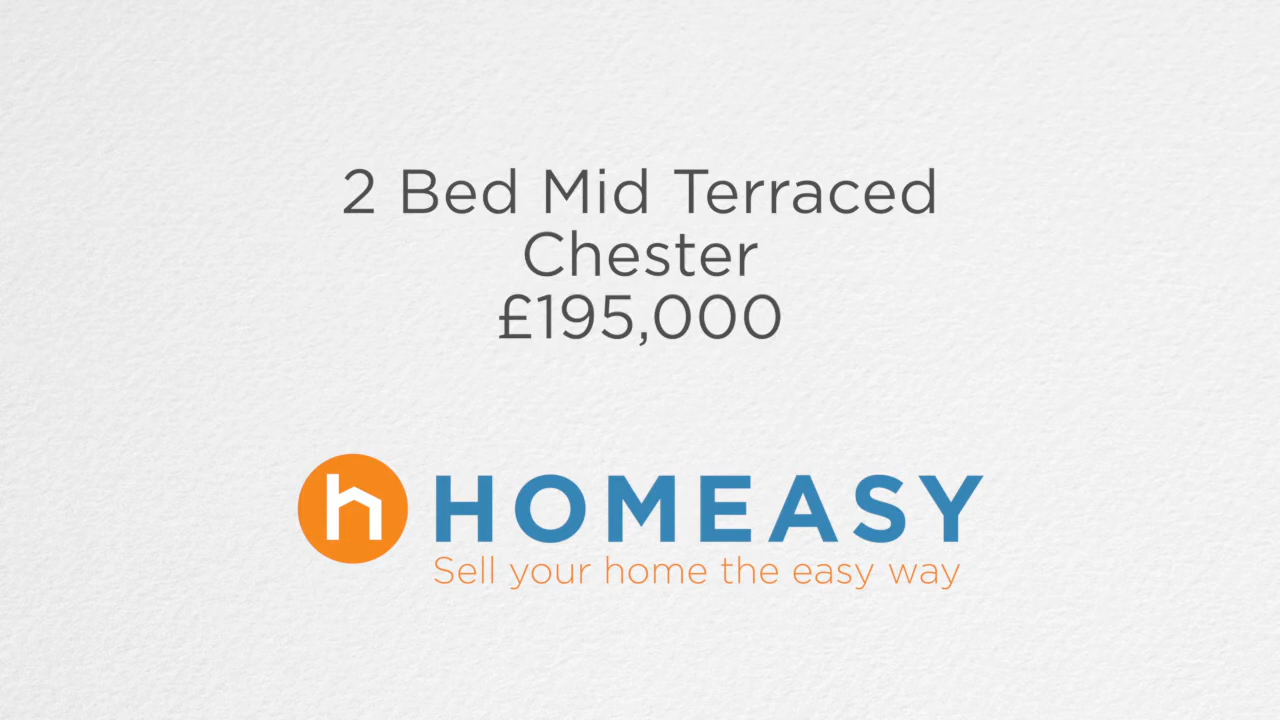 2 Bed Mid Terraced
Chester
£195,000
h HOMEASY
Sell your home the easy way